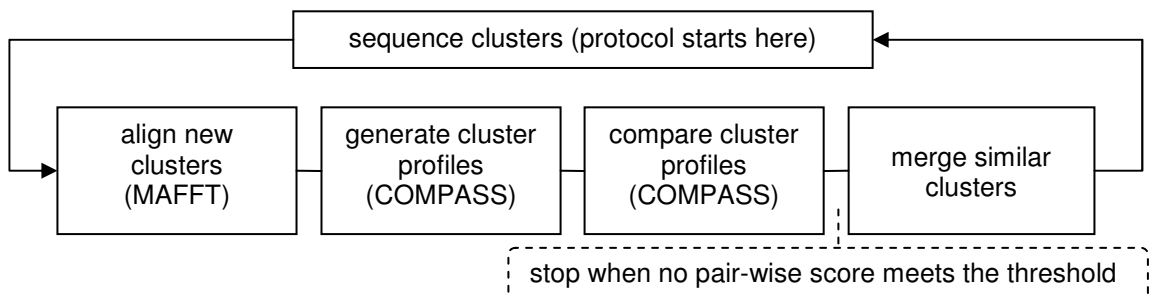 sequence clusters (protocol starts here)
align new
clusters
(MAFFT)
generate cluster
profiles
(COMPASS)
compare cluster
profiles
(COMPASS)
merge similar
clusters
stop when no pair-wise score meets the threshold